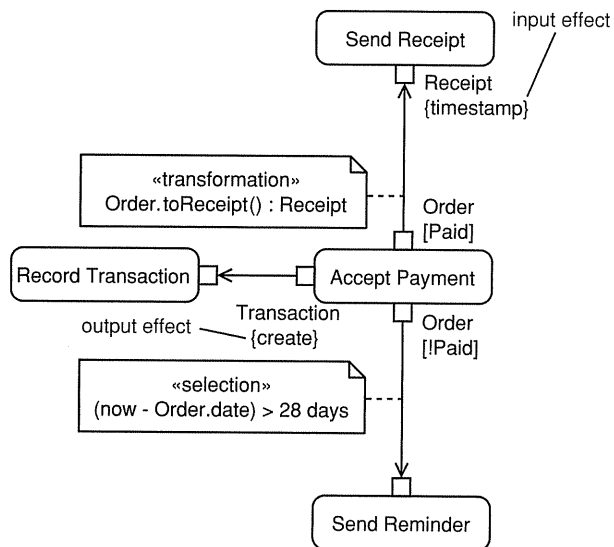 input effect
Send Receipt
Receipt
{timestamp}
«transformation»
Order.toReceipt() : Receipt
Order
[Paid]
Record Transaction
Accept Payment
Transaction
{create}
output effect
Order
[!Paid]
«selection»
(now - Order.date) > 28 days
Send Reminder